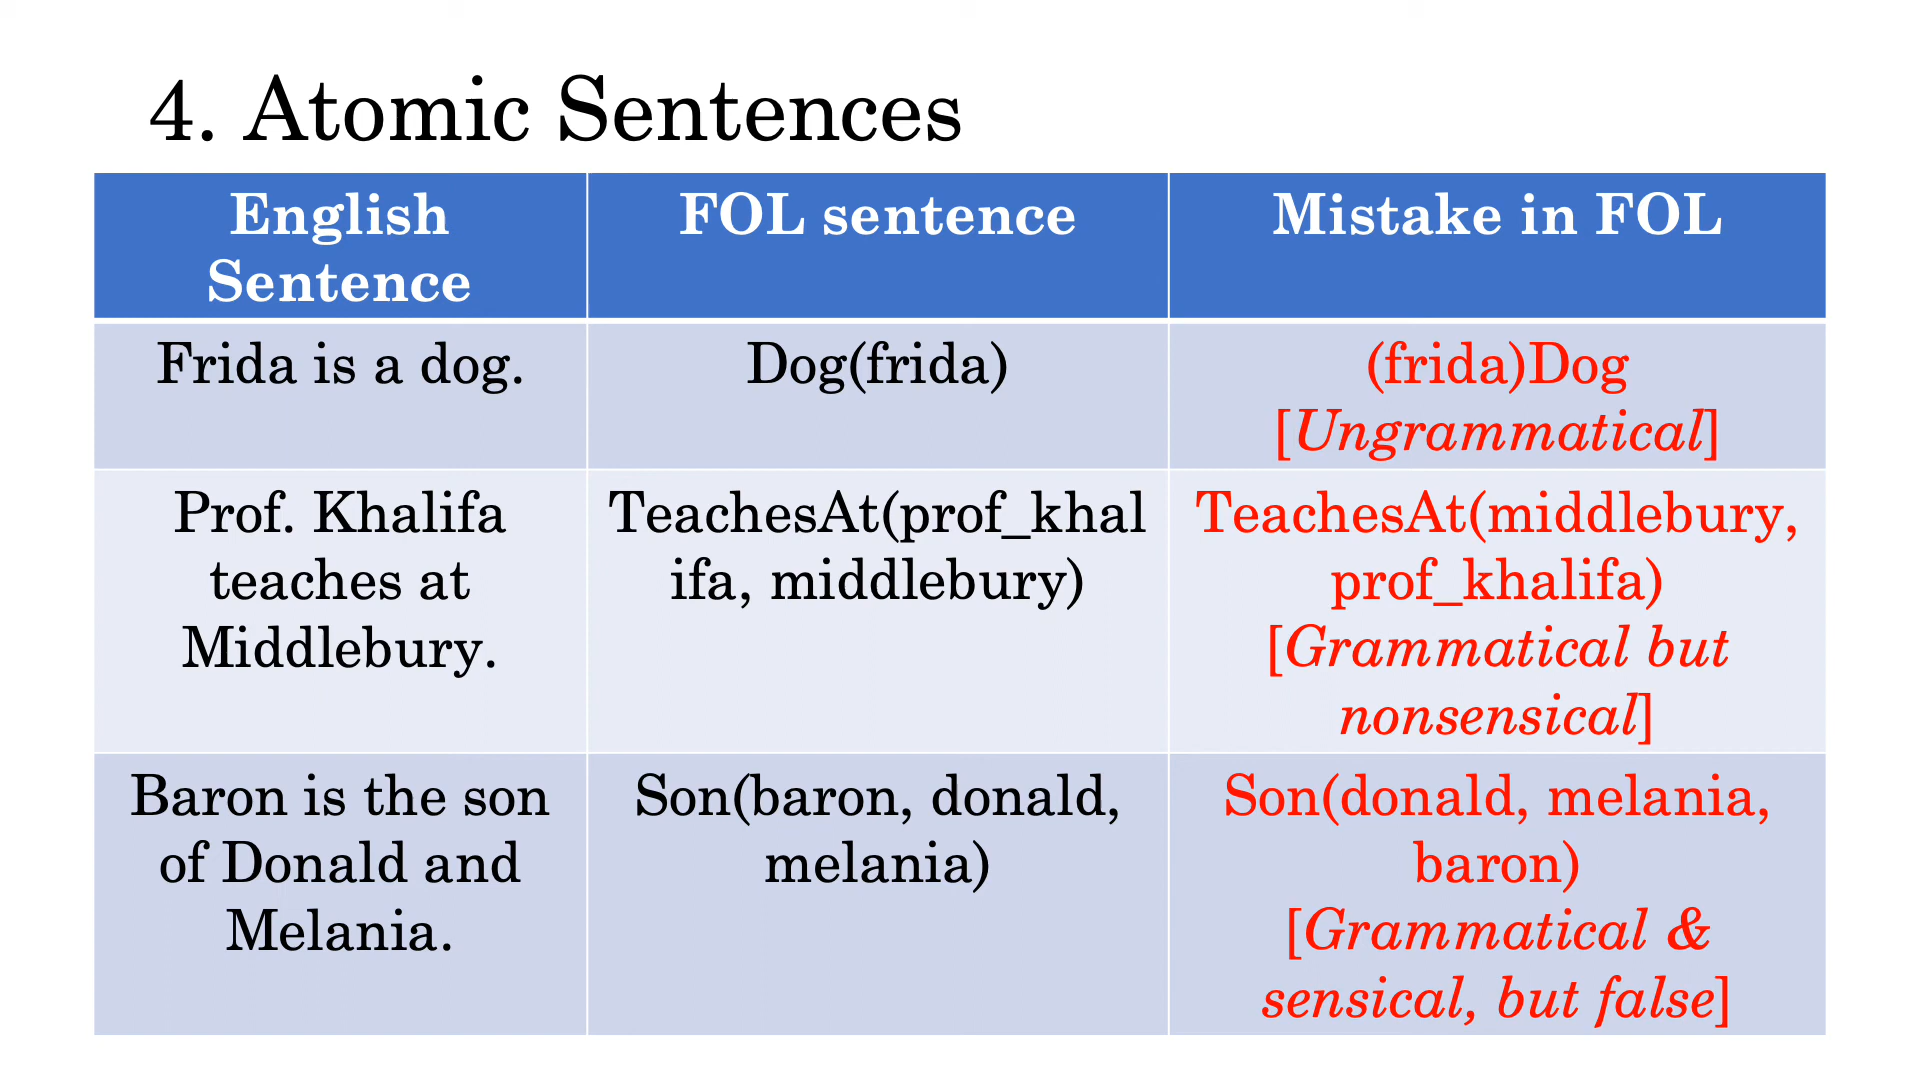 4. Atomic Sentences
English
Sentence
FOL sentence
Mistake in FOL
Frida is a dog.
Dog(frida)
(frida)Dog
[Ungrammatical]
Prof. Khalifa
teaches at
Middlebury.
TeachesAt(prof_khal
ifa, middlebury)
TeachesAt(middlebury,
prof_khalifa)
[Grammatical but
nonsensical]
Baron is the son
of Donald and
Melania.
Son(baron, donald,
melania)
Son(donald, melania,
baron)
[Grammatical &
sensical, but false]